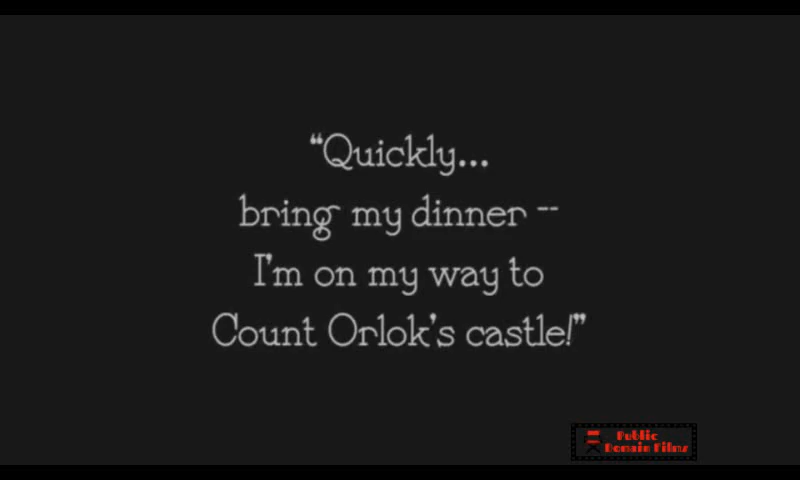 “Quickly...
bring my dinner --
I'm on my way to
Count Orlok's castle!”
Public
Domain Films